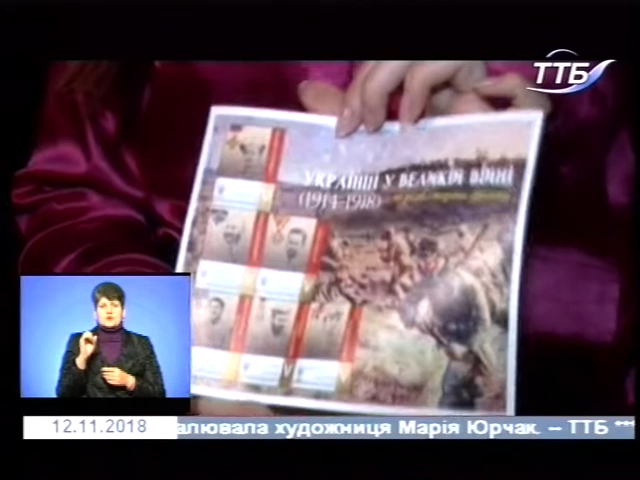 ТТБ
УКРАЇНЦІ У ВЕЛИКІЙ ВІЙНІ
(1914-1918)
12.11.2018 алювала художниця Марія Юрчак. – ТТБ ***